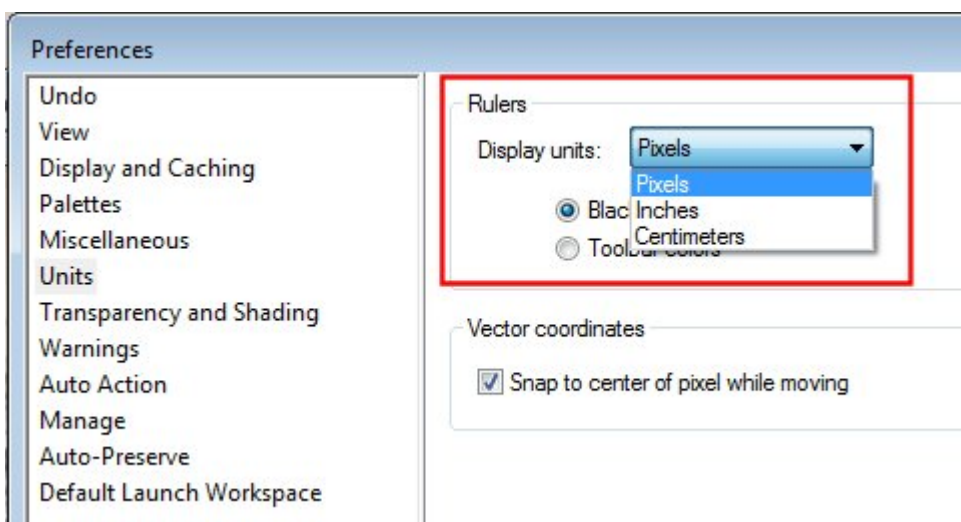 Preferences
Undo
View
Display and Caching
Palettes
Miscellaneous
Units
Transparency and Shading
Warnings
Auto Action
Manage
Auto-Preserve
Default Launch Workspace
Rulers
Display units: Pixels
Pixels
Blac Inches
Centimeters
Toolbar colors
Vector coordinates
Snap to center of pixel while moving